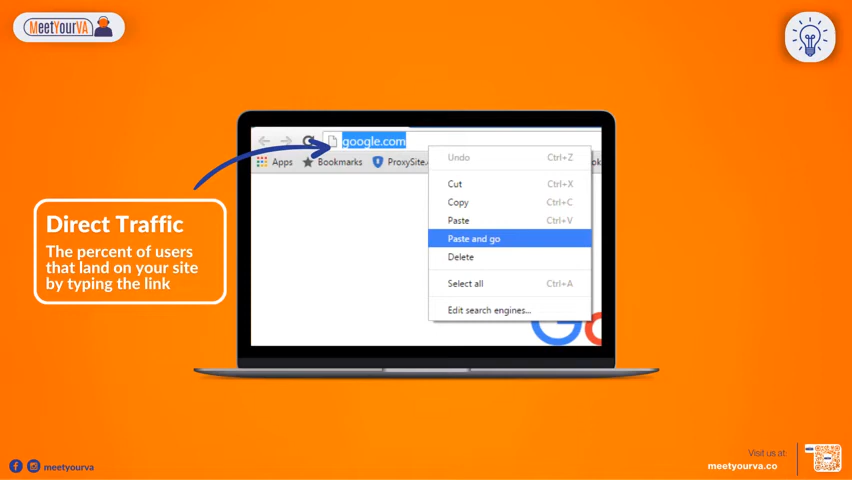 MeetYourVA
google.com
Apps Bookmarks ProxySite.
Undo Ctrl+Z
Cut Ctrl+X
Copy Ctrl+C
Paste Ctrl+V
Paste and go
Delete
Select all Ctrl+A
Edit search engines...
Direct Traffic
The percent of users
that land on your site
by typing the link
meetyourva
Visit us at
meetyourva.co